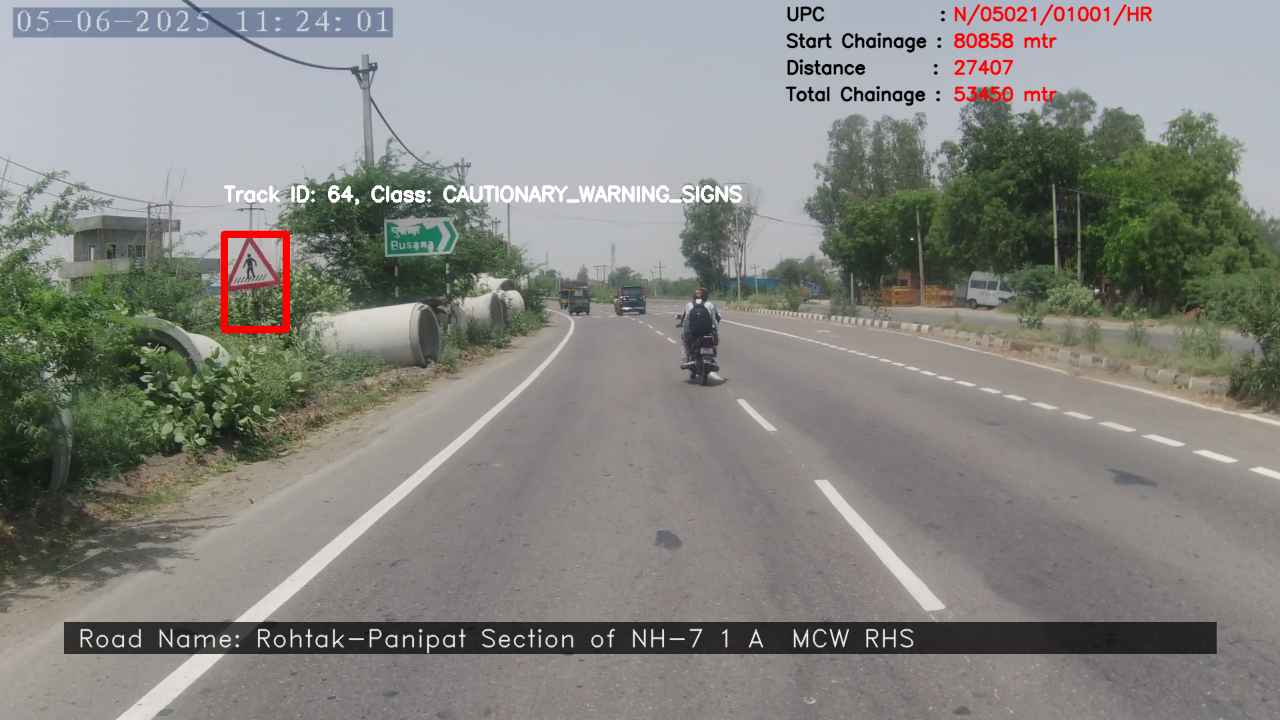 05-06-2025 11:24:01
UPC : N/05021/01001/HR
Start Chainage : 80858 mtr
Distance : 27407
Total Chainage : 53450 mtr
Track ID: 64, Class: CAUTIONARY_WARNING_SIGNS
Busana
Road Name: Rohtak-Panipat Section of NH-7 1 A MCW RHS